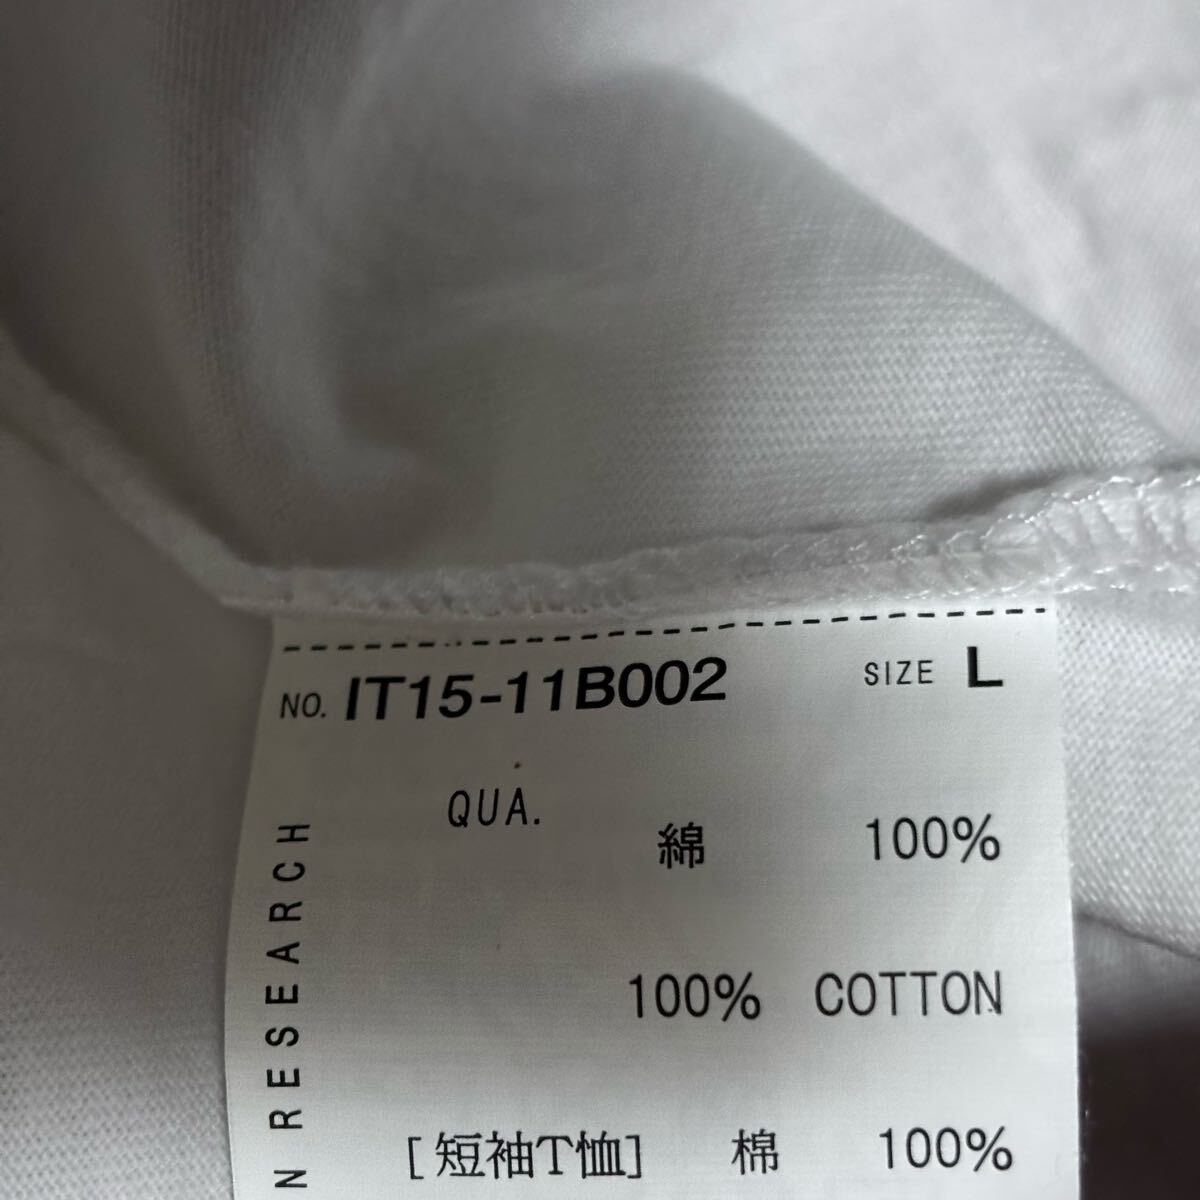 NO. IT15-11B002 SIZE L
QUA.
綿 100%
100% COTTON
[短袖T恤] 棉 100%
N RESEARCH